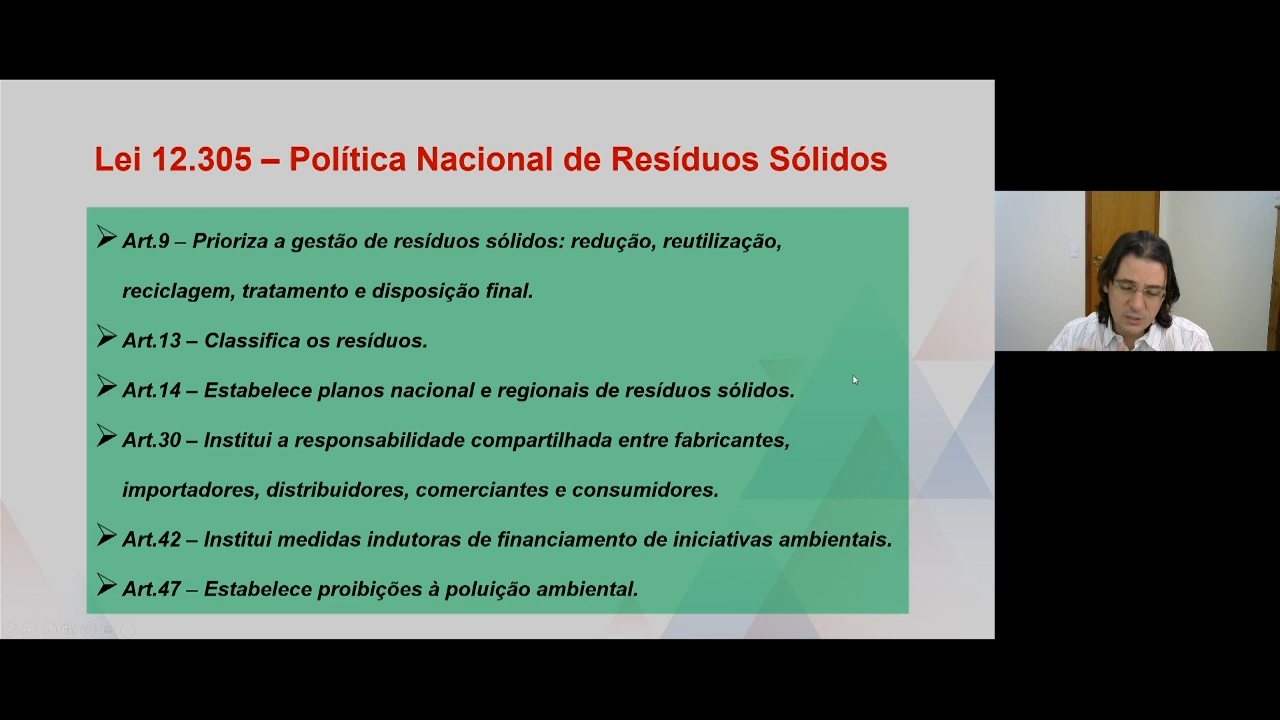 Lei 12.305 – Política Nacional de Resíduos Sólidos
Art.9 – Prioriza a gestão de resíduos sólidos: redução, reutilização,
reciclagem, tratamento e disposição final.
Art.13 – Classifica os resíduos.
Art.14 – Estabelece planos nacional e regionais de resíduos sólidos.
Art.30 – Institui a responsabilidade compartilhada entre fabricantes,
importadores, distribuidores, comerciantes e consumidores.
Art.42 – Institui medidas indutoras de financiamento de iniciativas ambientais.
Art.47 – Estabelece proibições à poluição ambiental.